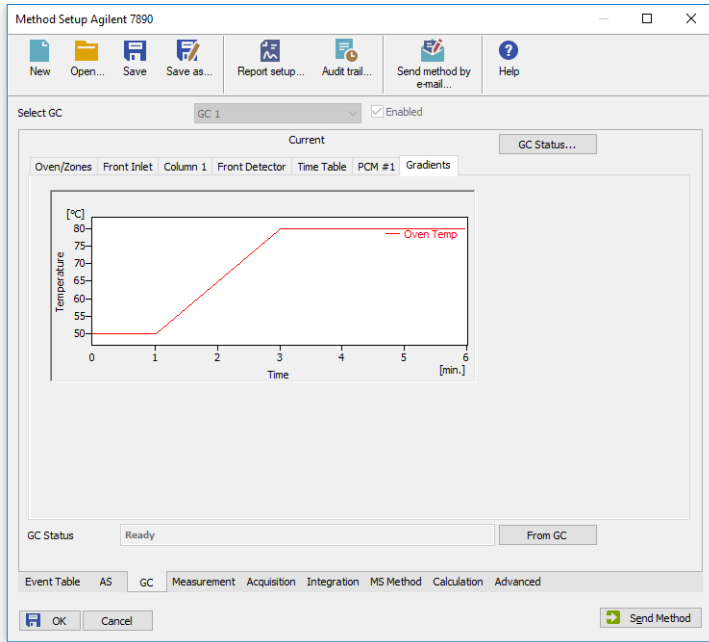 Method Setup Agilent 7890
New Open... Save Save as... Report setup... Audit trail... Send method by e-mail... Help
Select GC GC 1 Enabled
Current GC Status...
Oven/Zones Front Inlet Column 1 Front Detector Time Table PCM #1 Gradients
[°C]
80
Oven Temp
75
70
65
60
55
50
Temperature
0 1 2 3 4 5 6
Time [min.]
GC Status Ready From GC
Event Table AS GC Measurement Acquisition Integration MS Method Calculation Advanced
OK Cancel Send Method